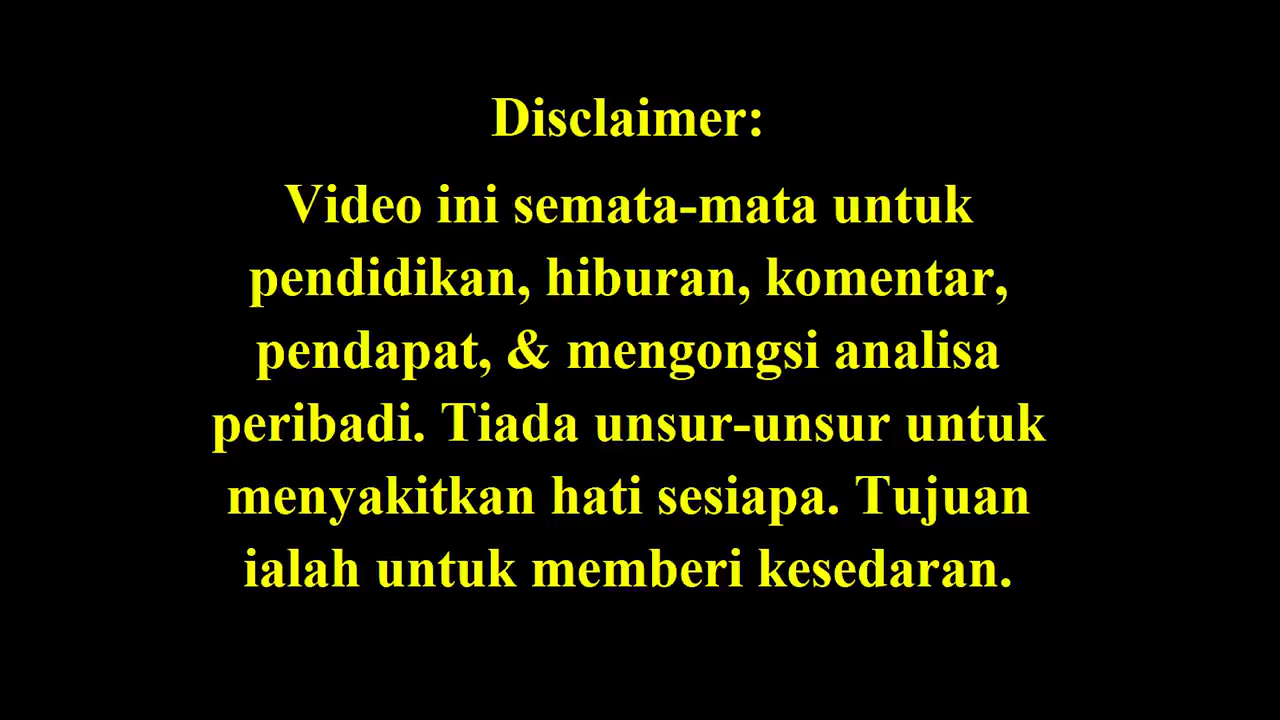 Disclaimer:
Video ini semata-mata untuk
pendidikan, hiburan, komentar,
pendapat, & mengongsi analisa
peribadi. Tiada unsur-unsur untuk
menyakitkan hati sesiapa. Tujuan
ialah untuk memberi kesedaran.